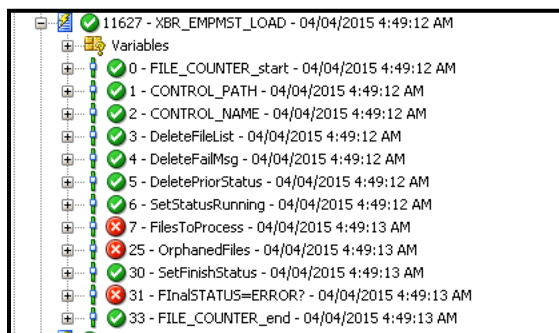 11627 - XBR_EMPMST_LOAD - 04/04/2015 4:49:12 AM
Variables
0 - FILE_COUNTER_start - 04/04/2015 4:49:12 AM
1 - CONTROL_PATH - 04/04/2015 4:49:12 AM
2 - CONTROL_NAME - 04/04/2015 4:49:12 AM
3 - DeleteFileList - 04/04/2015 4:49:12 AM
4 - DeleteFailMsg - 04/04/2015 4:49:12 AM
5 - DeletePriorStatus - 04/04/2015 4:49:12 AM
6 - SetStatusRunning - 04/04/2015 4:49:12 AM
7 - FilesToProcess - 04/04/2015 4:49:13 AM
25 - OrphanedFiles - 04/04/2015 4:49:13 AM
30 - SetFinishStatus - 04/04/2015 4:49:13 AM
31 - FInalSTATUS=ERROR? - 04/04/2015 4:49:13 AM
33 - FILE_COUNTER_end - 04/04/2015 4:49:13 AM